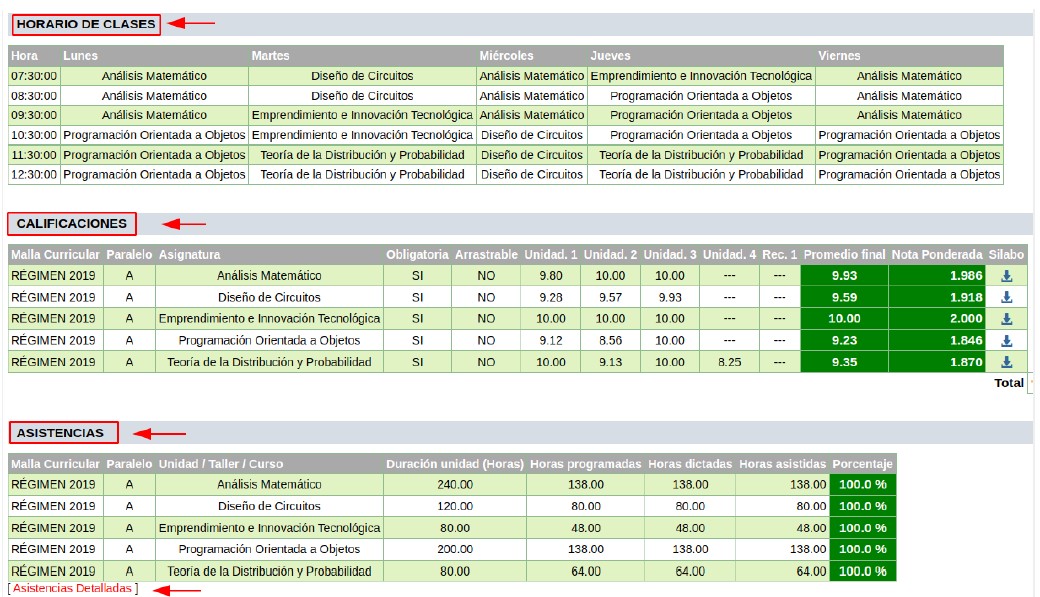 HORARIO DE CLASES
Hora Lunes Martes Miércoles Jueves Viernes
07:30:00 Análisis Matemático Diseño de Circuitos Análisis Matemático Emprendimiento e Innovación Tecnológica Análisis Matemático
08:30:00 Análisis Matemático Diseño de Circuitos Análisis Matemático Programación Orientada a Objetos Análisis Matemático
09:30:00 Análisis Matemático Emprendimiento e Innovación Tecnológica Análisis Matemático Programación Orientada a Objetos Análisis Matemático
10:30:00 Programación Orientada a Objetos Emprendimiento e Innovación Tecnológica Diseño de Circuitos Programación Orientada a Objetos Programación Orientada a Objetos
11:30:00 Programación Orientada a Objetos Teoría de la Distribución y Probabilidad Diseño de Circuitos Teoría de la Distribución y Probabilidad Programación Orientada a Objetos
12:30:00 Programación Orientada a Objetos Teoría de la Distribución y Probabilidad Diseño de Circuitos Teoría de la Distribución y Probabilidad Programación Orientada a Objetos
CALIFICACIONES
Malla Curricular Paralelo Asignatura Obligatoria Arrastrable Unidad. 1 Unidad. 2 Unidad. 3 Unidad. 4 Rec. 1 Promedio final Nota Ponderada Sílabo
RÉGIMEN 2019 A Análisis Matemático SI NO 9.80 10.00 10.00 --- --- 9.93 1.986
RÉGIMEN 2019 A Diseño de Circuitos SI NO 9.28 9.57 9.93 --- --- 9.59 1.918
RÉGIMEN 2019 A Emprendimiento e Innovación Tecnológica SI NO 10.00 10.00 10.00 --- --- 10.00 2.000
RÉGIMEN 2019 A Programación Orientada a Objetos SI NO 9.12 8.56 10.00 --- --- 9.23 1.846
RÉGIMEN 2019 A Teoría de la Distribución y Probabilidad SI NO 10.00 9.13 10.00 8.25 --- 9.35 1.870
Total
ASISTENCIAS
Malla Curricular Paralelo Unidad / Taller / Curso Duración unidad (Horas) Horas programadas Horas dictadas Horas asistidas Porcentaje
RÉGIMEN 2019 A Análisis Matemático 240.00 138.00 138.00 138.00 100.0 %
RÉGIMEN 2019 A Diseño de Circuitos 120.00 80.00 80.00 80.00 100.0 %
RÉGIMEN 2019 A Emprendimiento e Innovación Tecnológica 80.00 48.00 48.00 48.00 100.0 %
RÉGIMEN 2019 A Programación Orientada a Objetos 200.00 138.00 138.00 138.00 100.0 %
RÉGIMEN 2019 A Teoría de la Distribución y Probabilidad 80.00 64.00 64.00 64.00 100.0 %
[ Asistencias Detalladas ]